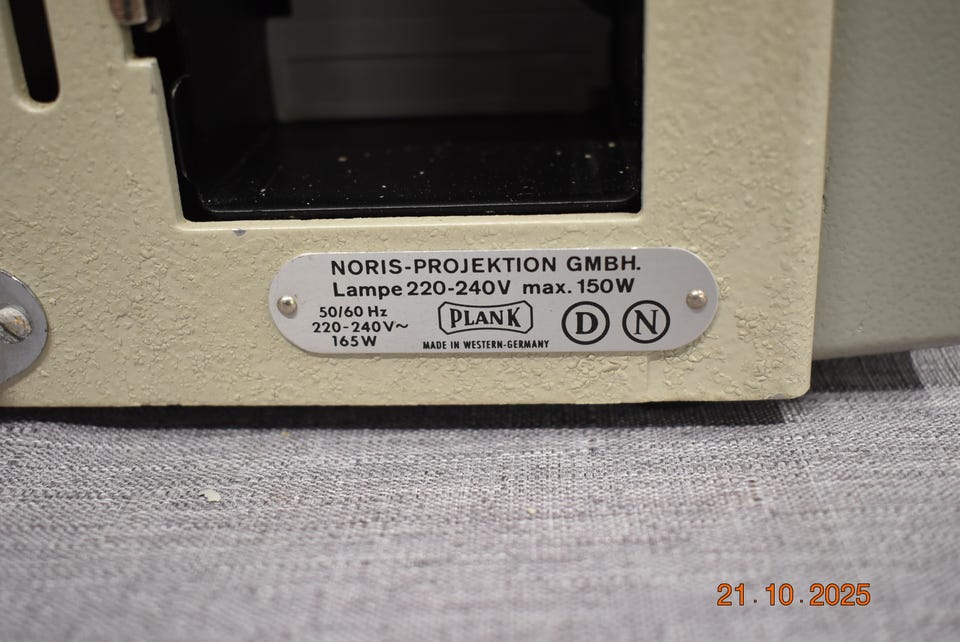 NORIS-PROJEKTION GMBH.
Lampe 220-240V max. 150W
50/60 Hz
220-240V~
165W
PLANK
MADE IN WESTERN-GERMANY
D N
21.10.2025